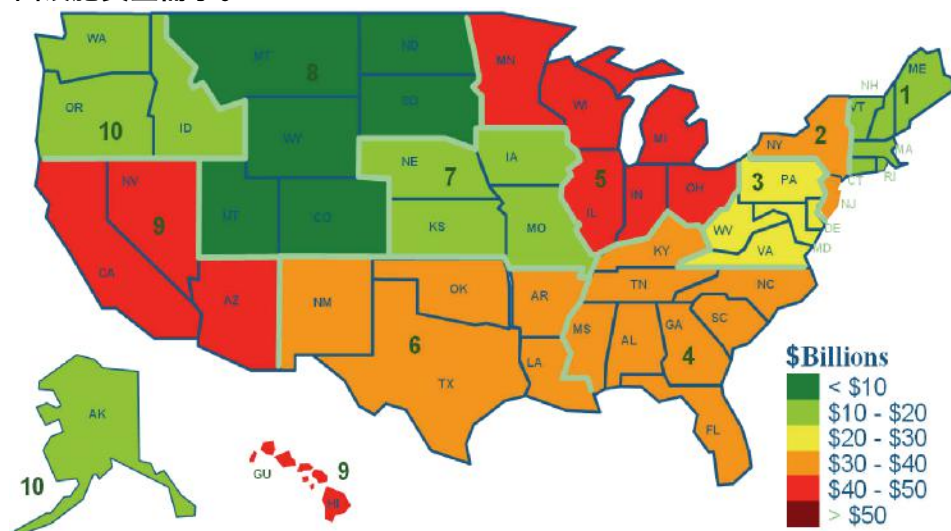 WA
MT
ND
MN
ME
NH
VT
1
OR
ID
8
SD
WI
MI
NY
2
MA
10
WY
CT
RI
NE
IA
3
PA
NJ
NV
7
5
OH
UT
CO
IL
IN
WV
DE
MD
9
KS
MO
KY
VA
CA
TN
NC
AZ
NM
OK
AR
SC
6
MS
AL
GA
4
TX
LA
FL
AK
GU
9
HI
10
$Billions
< $10
$10 - $20
$20 - $30
$30 - $40
$40 - $50
> $50